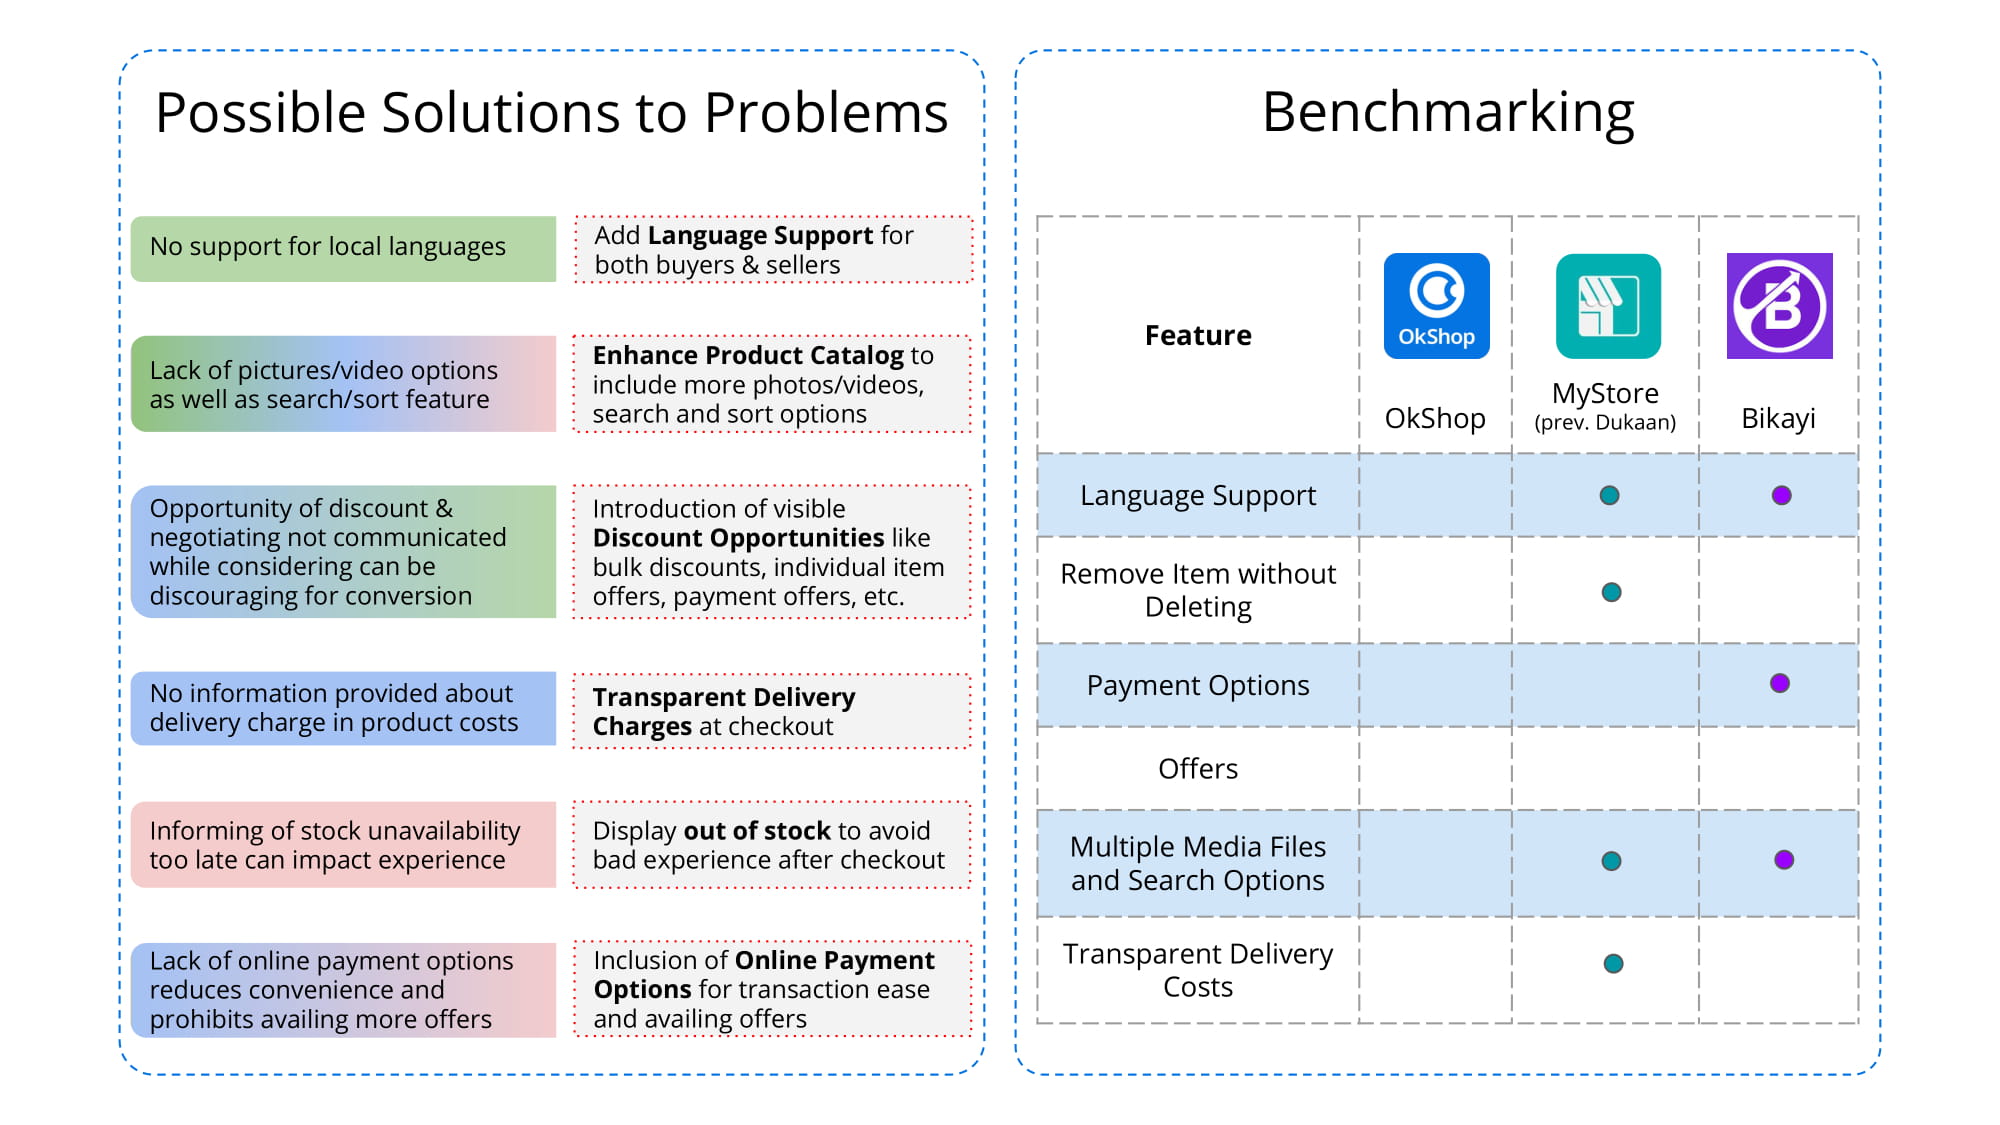 Possible Solutions to Problems
No support for local languages
Add Language Support for
both buyers & sellers
Lack of pictures/video options
as well as search/sort feature
Enhance Product Catalog to
include more photos/videos,
search and sort options
Opportunity of discount &
negotiating not communicated
while considering can be
discouraging for conversion
Introduction of visible
Discount Opportunities like
bulk discounts, individual item
offers, payment offers, etc.
No information provided about
delivery charge in product costs
Transparent Delivery
Charges at checkout
Informing of stock unavailability
too late can impact experience
Display out of stock to avoid
bad experience after checkout
Lack of online payment options
reduces convenience and
prohibits availing more offers
Inclusion of Online Payment
Options for transaction ease
and availing offers
Benchmarking
Feature
OkShop
OkShop
MyStore
(prev. Dukaan)
B
Bikayi
Language Support
Remove Item without
Deleting
Payment Options
Offers
Multiple Media Files
and Search Options
Transparent Delivery
Costs